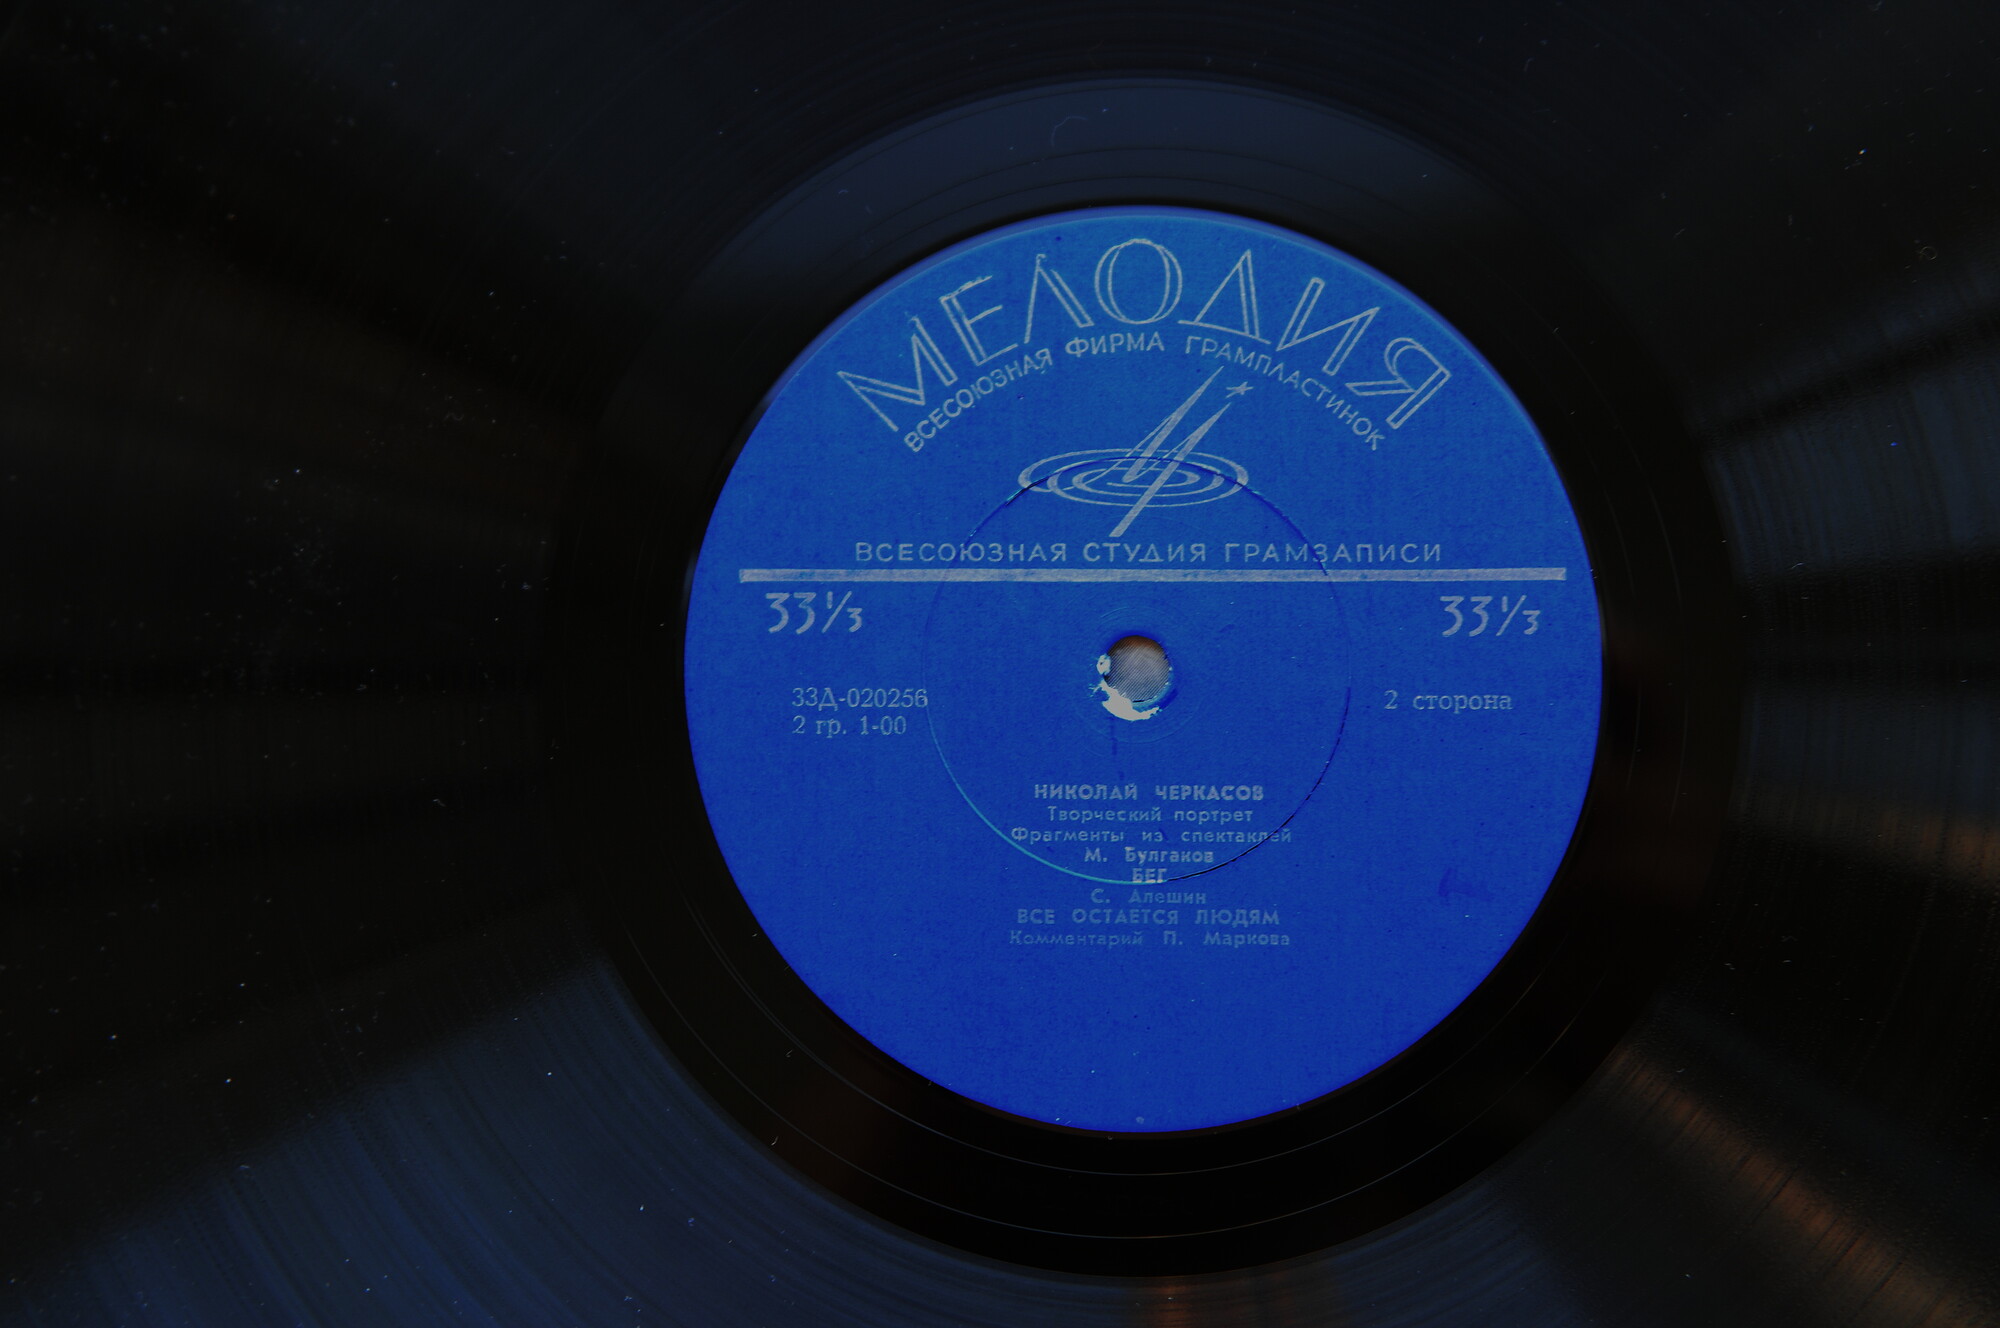 МЕЛОДИЯ
ВСЕСОЮЗНАЯ ФИРМА ГРАМПЛАСТИНОК
ВСЕСОЮЗНАЯ СТУДИЯ ГРАМЗАПИСИ
33⅓ 33⅓
33Д-020256 2 сторона
2 гр. 1-00
НИКОЛАЙ ЧЕРКАСОВ
Творческий портрет
Фрагменты из спектаклей
М. Булгаков
БЕГ
С. Алешин
ВСЕ ОСТАЕТСЯ ЛЮДЯМ
Комментарий П. Маркова